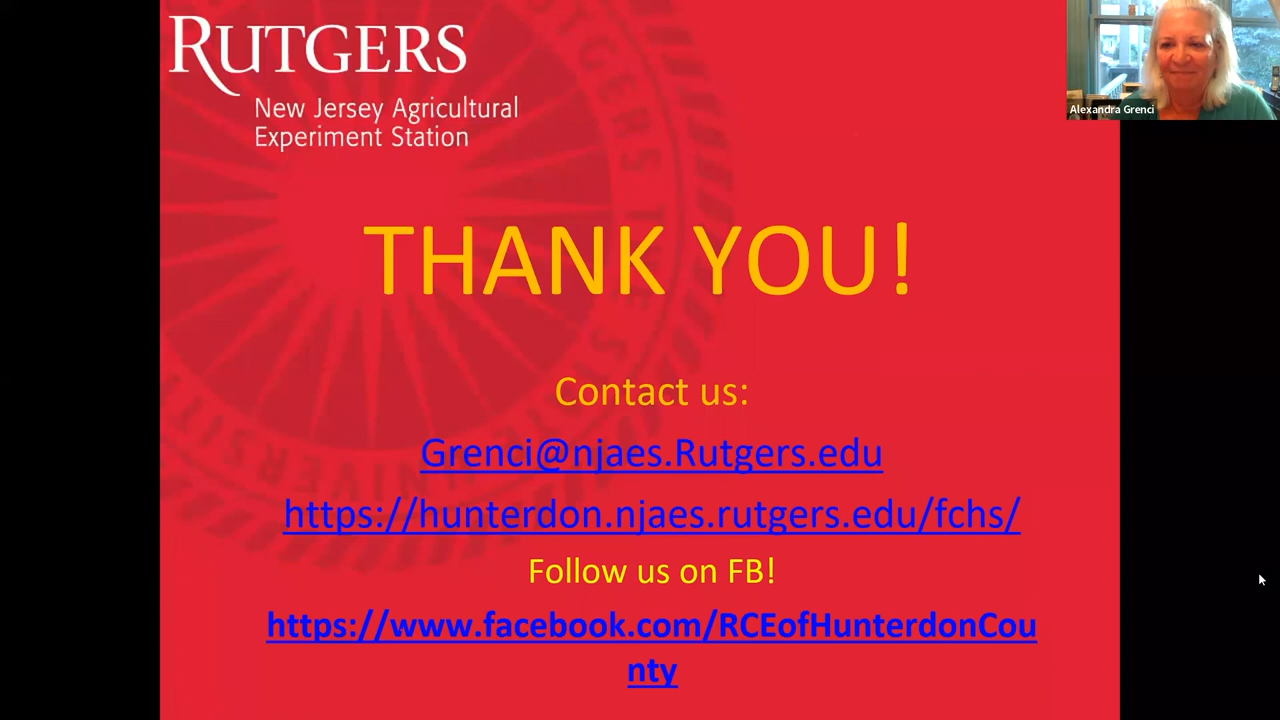 RUTGERS
New Jersey Agricultural
Experiment Station
Alexandra Grenci
THANK YOU!
Contact us:
Grenci@njaes.Rutgers.edu
https://hunterdon.njaes.rutgers.edu/fchs/
Follow us on FB!
https://www.facebook.com/RCEofHunterdonCou
nty